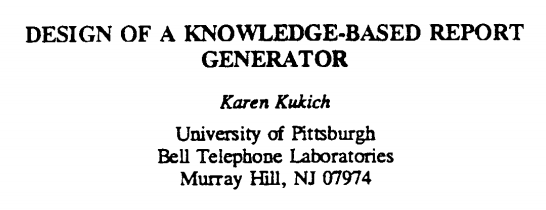 DESIGN OF A KNOWLEDGE-BASED REPORT
GENERATOR
Karen Kukich
University of Pittsburgh
Bell Telephone Laboratories
Murray Hill, NJ 07974